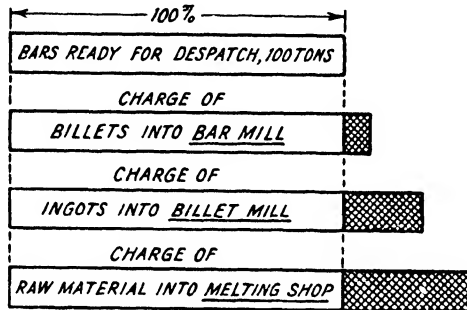 100%
BARS READY FOR DESPATCH, 100 TONS
CHARGE OF
BILLETS INTO BAR MILL
CHARGE OF
INGOTS INTO BILLET MILL
CHARGE OF
RAW MATERIAL INTO MELTING SHOP